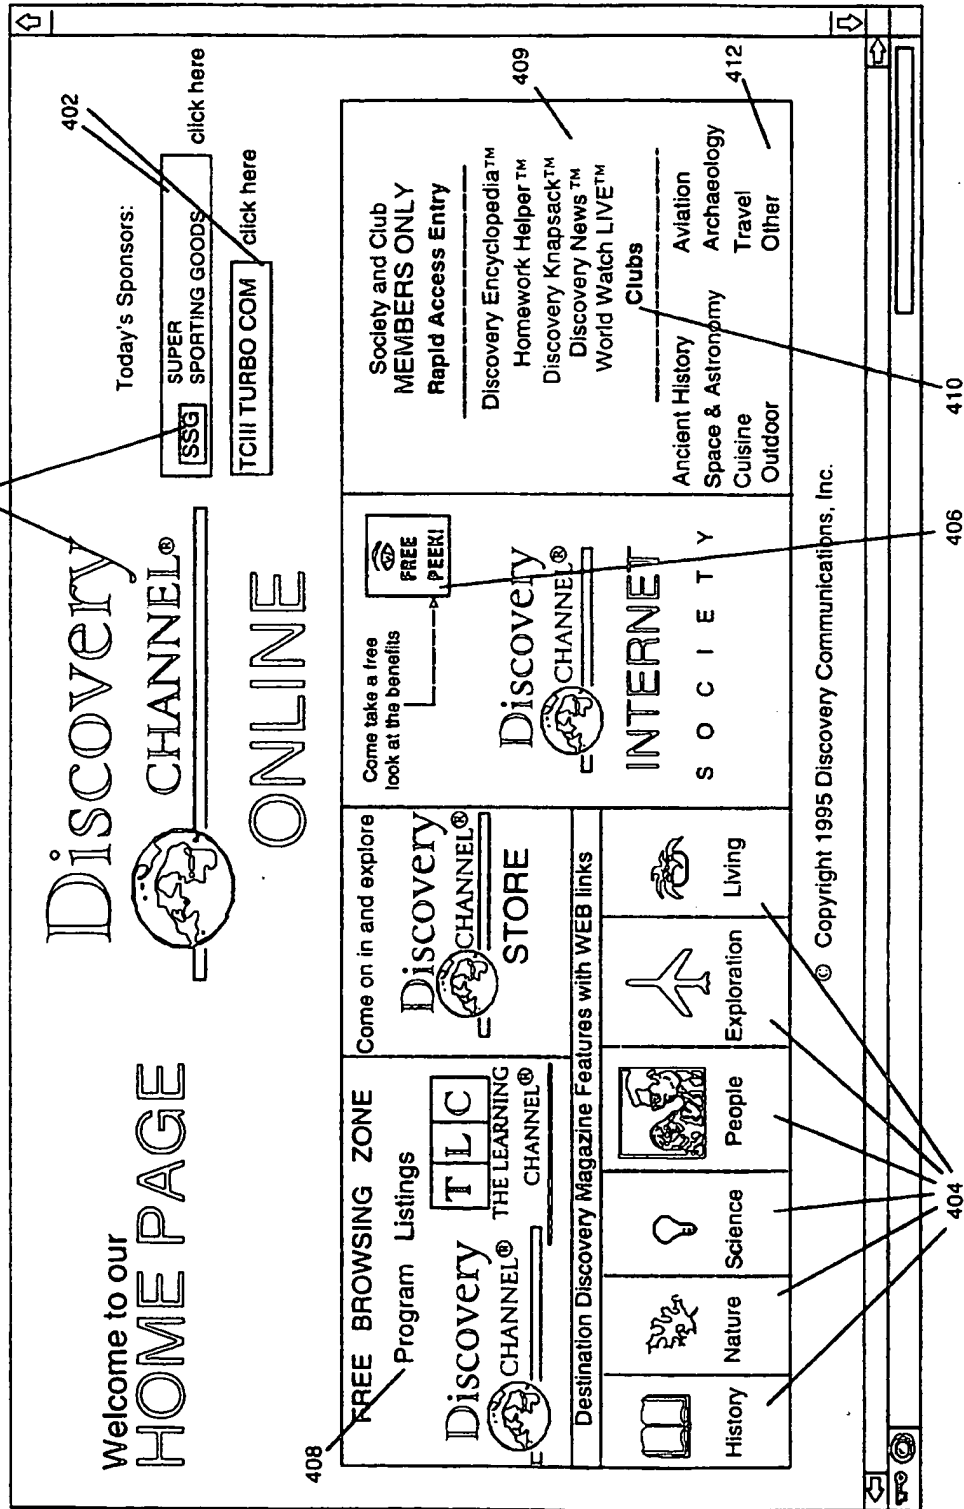 Welcome to our
HOME PAGE
Discovery
CHANNEL®
ONLINE
Today's Sponsors:
402
SSG
SUPER
SPORTING GOODS
click here
TCIII TURBO COM
click here
408
FREE BROWSING ZONE
Program Listings
Discovery
CHANNEL®
T L C
THE LEARNING
CHANNEL®
Come on in and explore
Discovery
CHANNEL®
STORE
Destination Discovery Magazine Features with WEB links
History
Nature
Science
People
Exploration
Living
Come take a free
look at the benefits
FREE
PEEK!
Discovery
CHANNEL®
INTERNET
SOCIETY
Society and Club
MEMBERS ONLY
Rapid Access Entry
Discovery Encyclopedia™
Homework Helper™
Discovery Knapsack™
Discovery News™
World Watch LIVE™
Clubs
Ancient History Aviation
Space & Astronomy Archaeology
Cuisine Travel
Outdoor Other
409
412
© Copyright 1995 Discovery Communications, Inc.
404
406
410